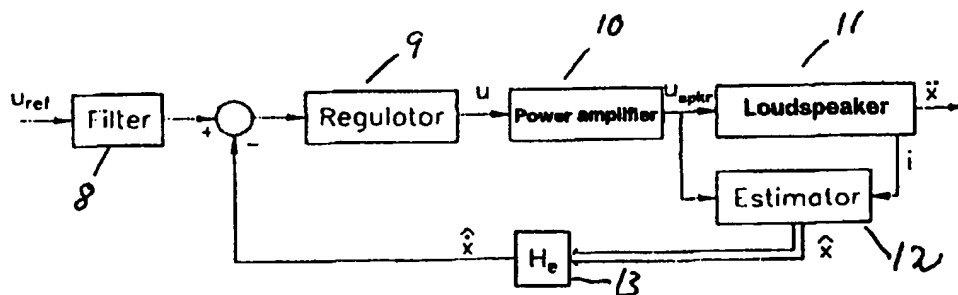 9
10
11
u_ref
Filter
+
-
Regulator
u
Power amplifier
u_spkr
Loudspeaker
ẍ
8
i
Estimator
12
x̂
H_e
13
ẋ̂